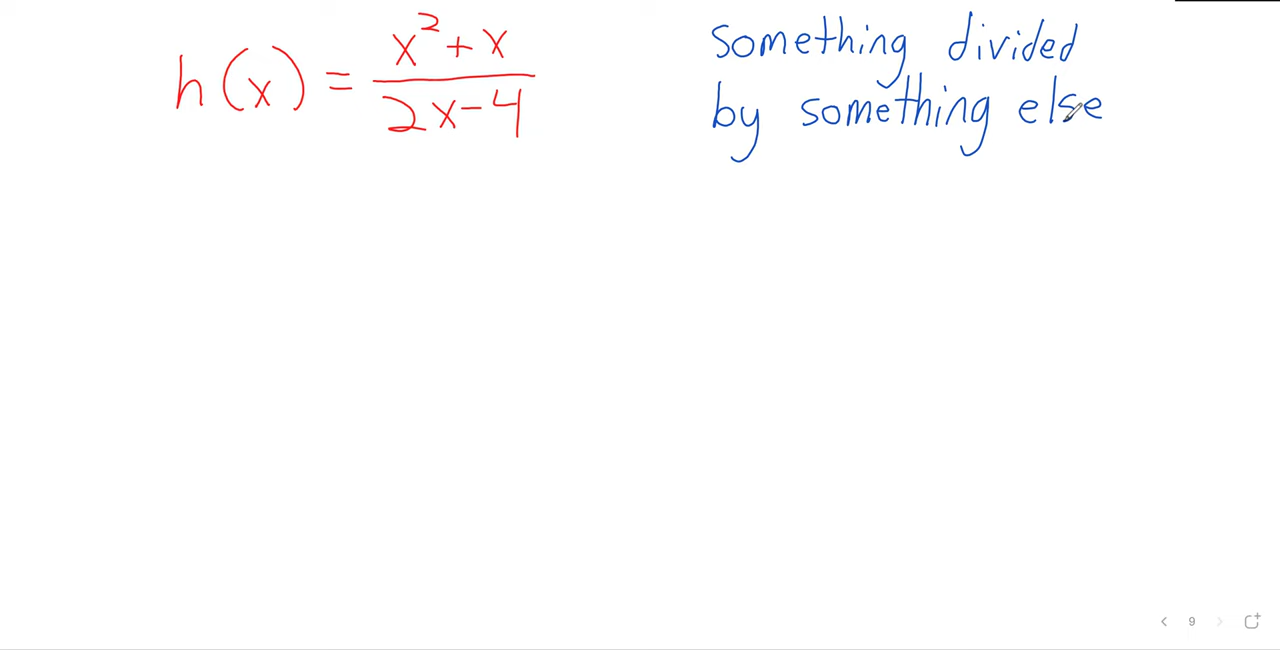 h(x) = (x² + x)/(2x - 4)
something divided
by something else
9